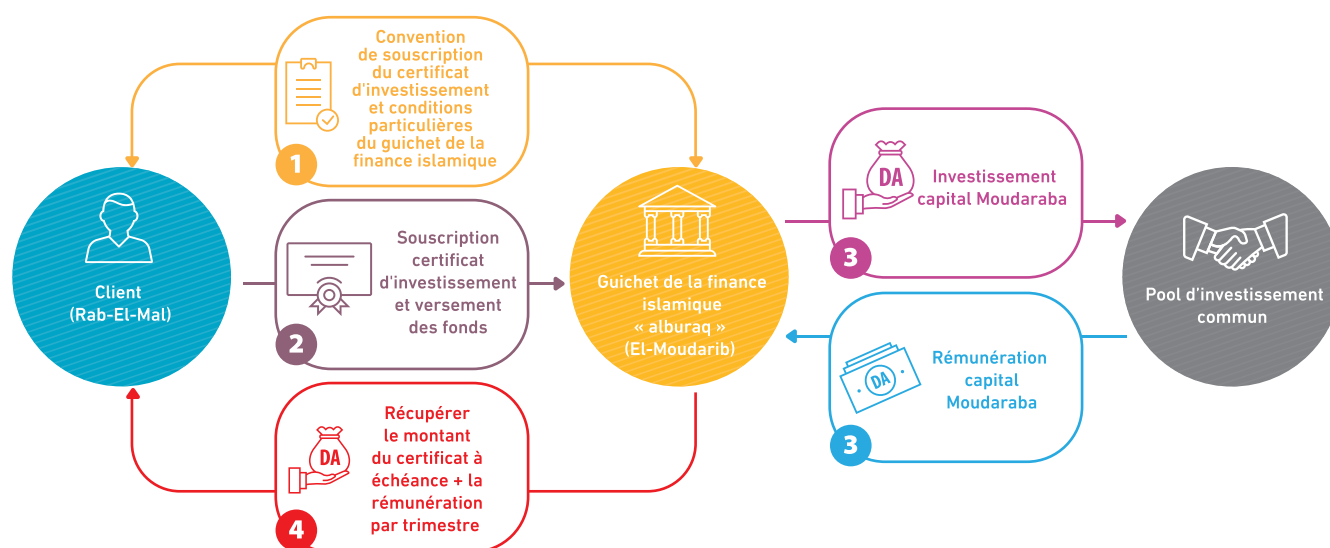 Convention
de souscription
du certificat
d'investissement
et conditions
particulières
du guichet de la
finance islamique
1
Client
(Rab-El-Mal)
Souscription
certificat
d'investissement
et versement
des fonds
2
Guichet de la finance
islamique
« alburaq »
(El-Moudarib)
DA
Investissement
capital Moudaraba
3
Pool d’investissement
commun
DA
Rémunération
capital
Moudaraba
3
DA
Récupérer
le montant
du certificat à
échéance + la
rémunération
par trimestre
4